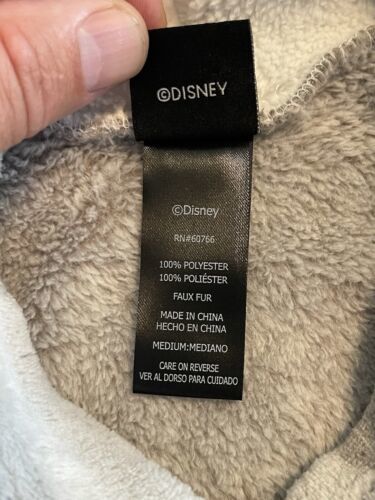 ©DISNEY
©Disney
RN#60766
100% POLYESTER
100% POLIÉSTER
FAUX FUR
MADE IN CHINA
HECHO EN CHINA
MEDIUM:MEDIANO
CARE ON REVERSE
VER AL DORSO PARA CUIDADO